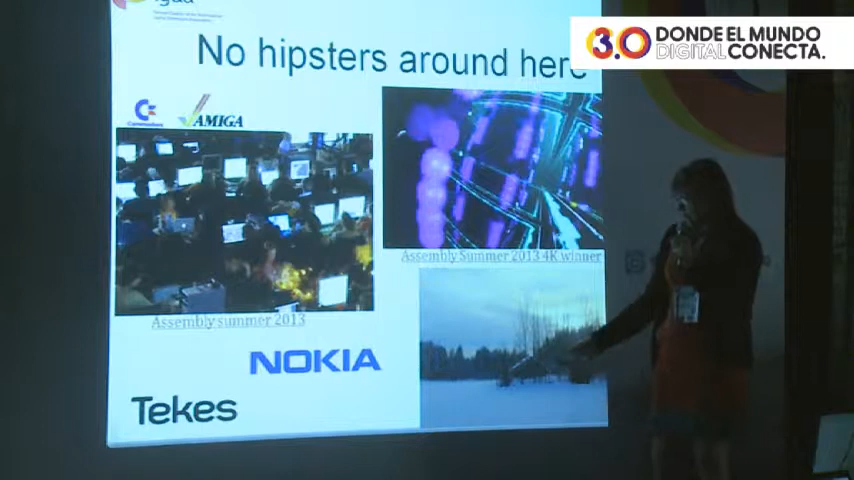 3.0 DONDE EL MUNDO
DIGITAL CONECTA.
No hipsters around here
Commodore
AMIGA
Assembly Summer 2013 4K winner
Assembly summer 2013
NOKIA
Tekes